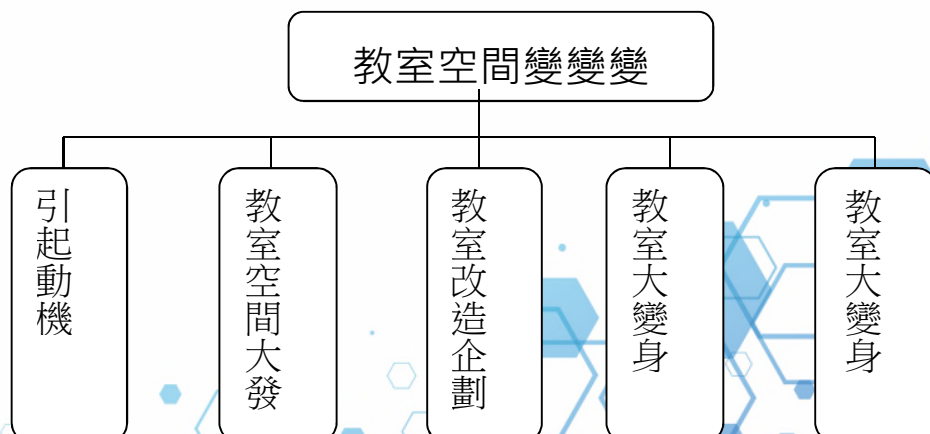 教室空間變變變
引起動機
教室空間大發
教室改造企劃
教室大變身
教室大變身